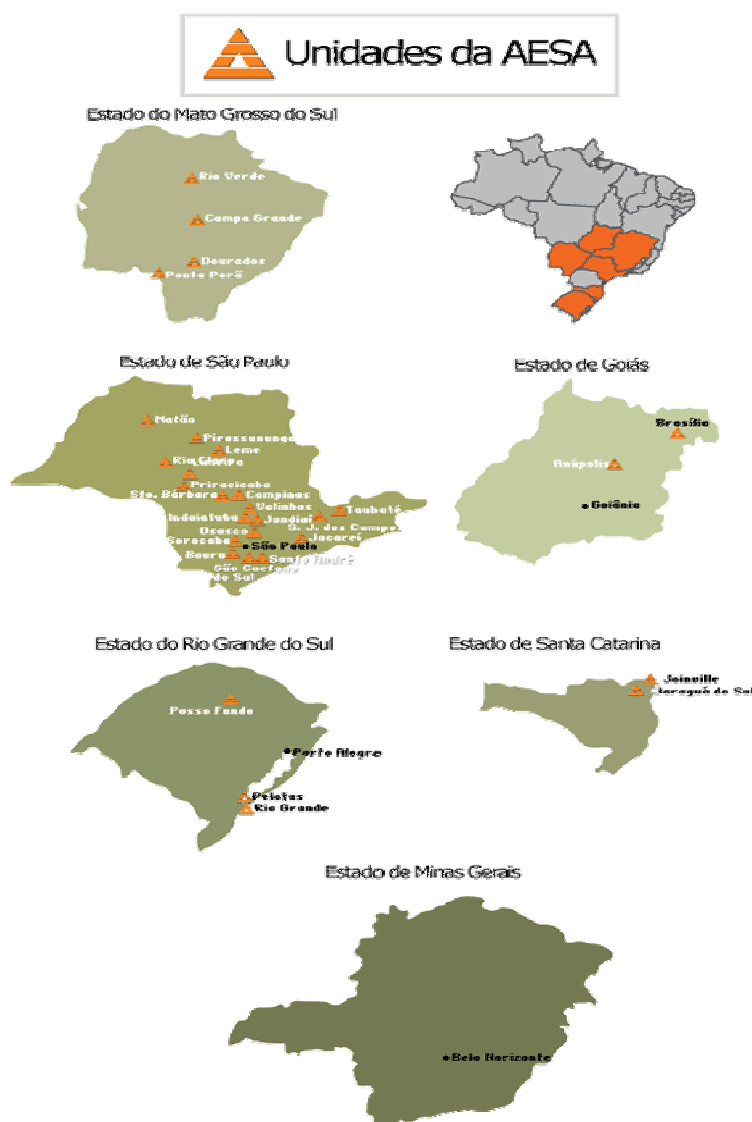 Unidades da AESA
Estado do Mato Grosso do Sul
Rio Verde
Campo Grande
Dourados
Ponta Porã
Estado de São Paulo
Matão
Pirassununga
Leme
Rio Claro
Priracicaba
Sto. Bárbara
Campinas
Valinhos
Taubaté
Indaiatuba
Jundiaí
S. J. dos Campos
Osasco
Jacareí
Sorocaba
São Paulo
Bauru
Santo André
São Caetano
do Sul
Estado de Goiás
Brasília
Anápolis
Goiânia
Estado do Rio Grande do Sul
Passo Fundo
Porto Alegre
Pelotas
Rio Grande
Estado de Santa Catarina
Joinville
Jaraguá do Sul
Estado de Minas Gerais
Belo Horizonte